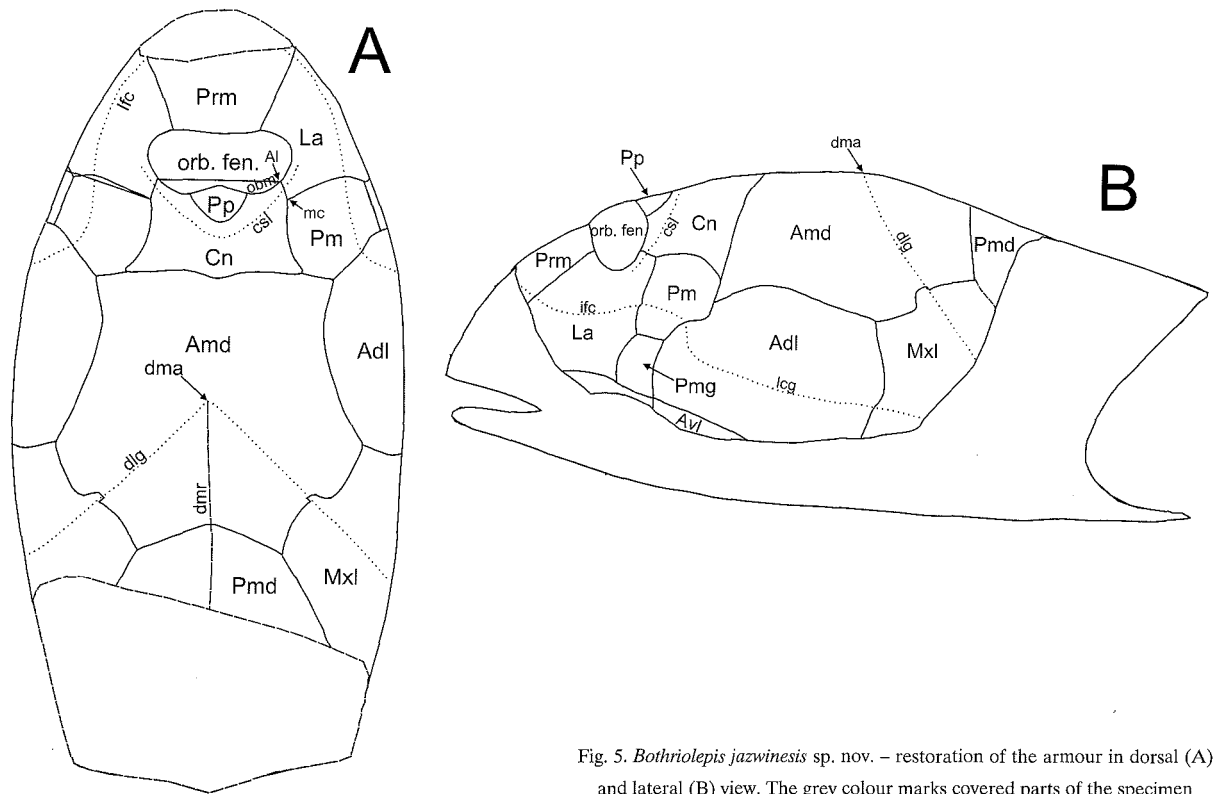 A
Prm
lfc
La
orb. fen.
Al
obm
Pp
mc
csl
Pm
Cn
Amd
Adl
dma
dlg
dmr
Pmd
Mxl
B
dma
Pp
orb. fen
csl
Cn
Amd
dlg
Pmd
Prm
Pm
ifc
La
Adl
Mxl
Pmg
lcg
Avl
Fig. 5. Bothriolepis jazwinesis sp. nov. – restoration of the armour in dorsal (A)
and lateral (B) view. The grey colour marks covered parts of the specimen